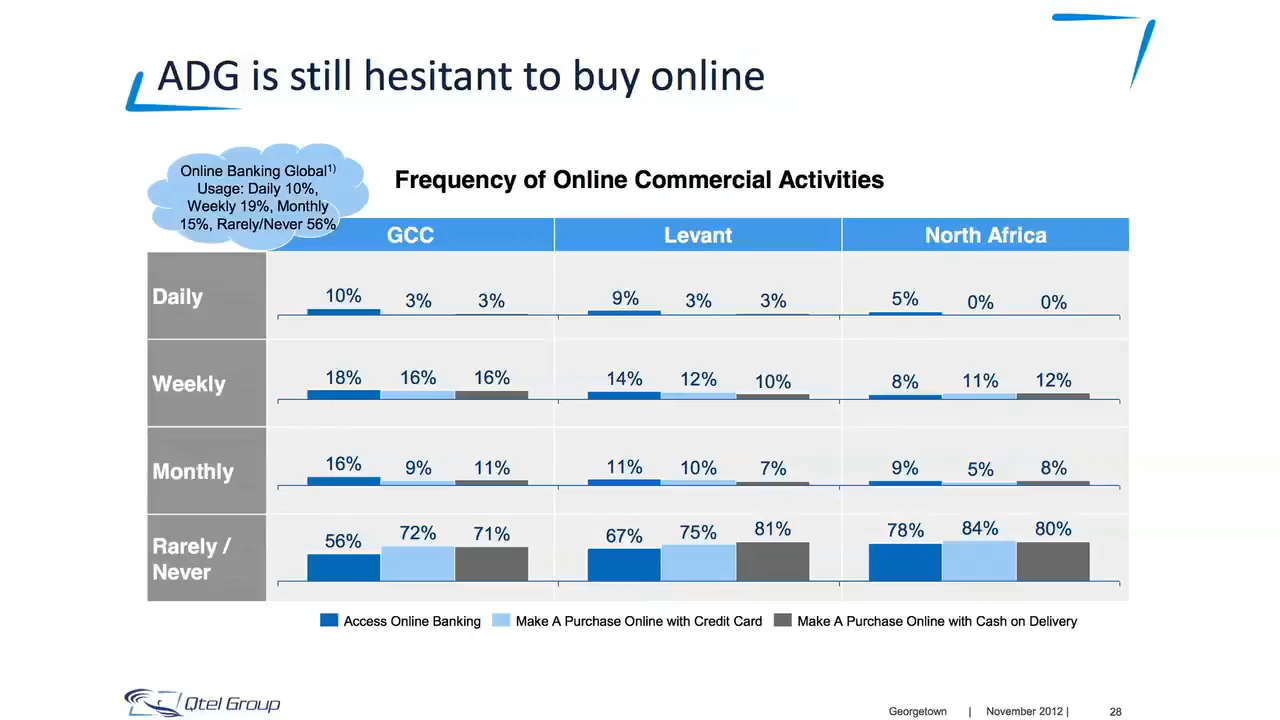 ADG is still hesitant to buy online
Online Banking Global1)
Usage: Daily 10%,
Weekly 19%, Monthly
15%, Rarely/Never 56%
Frequency of Online Commercial Activities
GCC Levant North Africa
Daily 10% 3% 3% 9% 3% 3% 5% 0% 0%
Weekly 18% 16% 16% 14% 12% 10% 8% 11% 12%
Monthly 16% 9% 11% 11% 10% 7% 9% 5% 8%
Rarely / 56% 72% 71% 67% 75% 81% 78% 84% 80%
Never
Access Online Banking Make A Purchase Online with Credit Card Make A Purchase Online with Cash on Delivery
Qtel Group
Georgetown | November 2012 | 28